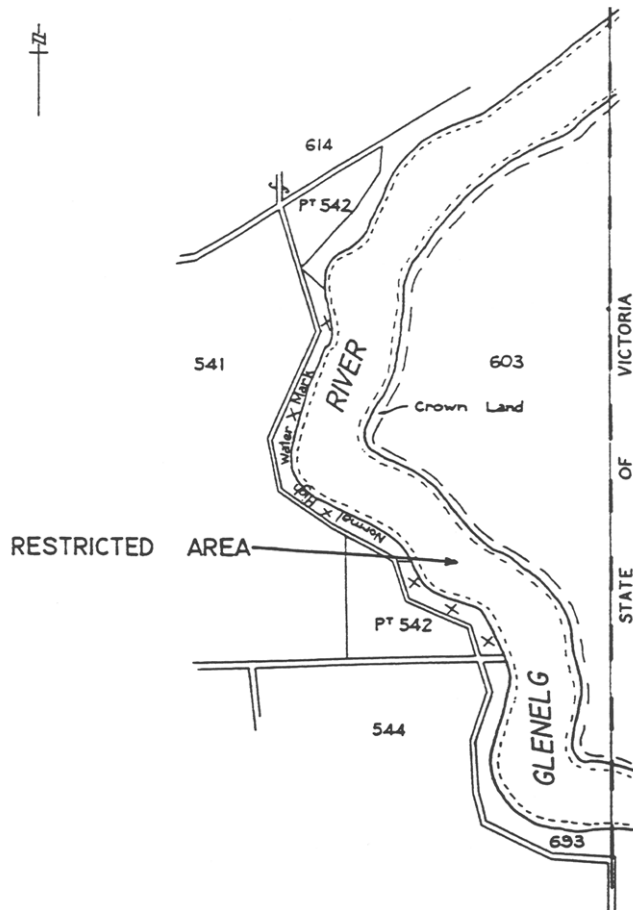 N
614
PT 542
541
RIVER
603
VICTORIA
Water Mark
Crown Land
OF
Normal High
RESTRICTED AREA
STATE
PT 542
544
GLENELG
693